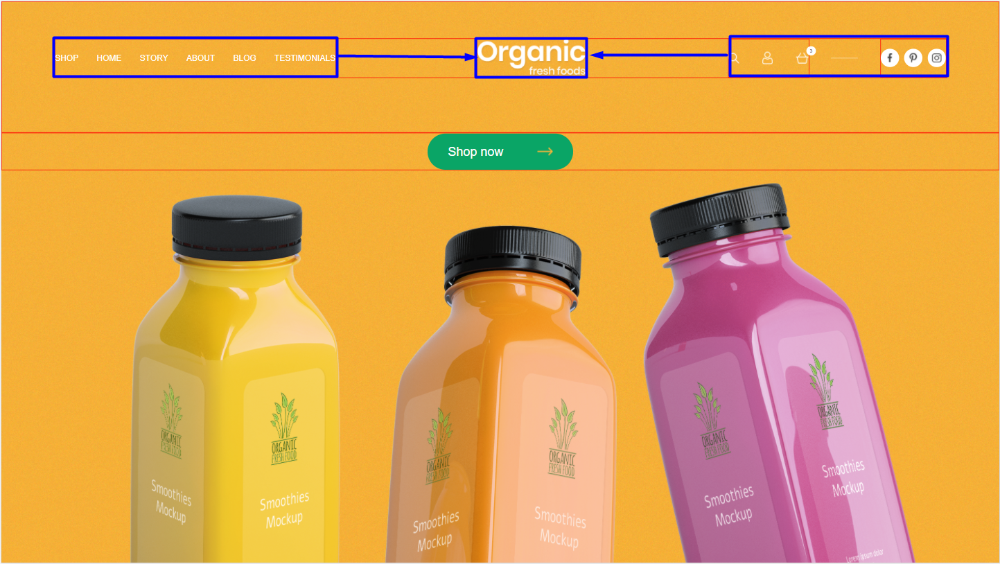 SHOP HOME STORY ABOUT BLOG TESTIMONIALS
Organic
fresh foods
3
Shop now
ORGANIC
FRESH FOOD
Smoothies
Mockup
ORGANIC
FRESH FOOD
Smoothies
Mockup
ORGANIC
FRESH FOOD
Smoothies
Mockup
ORGANIC
FRESH FOOD
Smoothies
Mockup
ORGANIC
FRESH FOOD
Smoothies
Mockup
ORGANIC
FRESH FOOD
Smoothies
Mockup
Lorem ipsum dolor